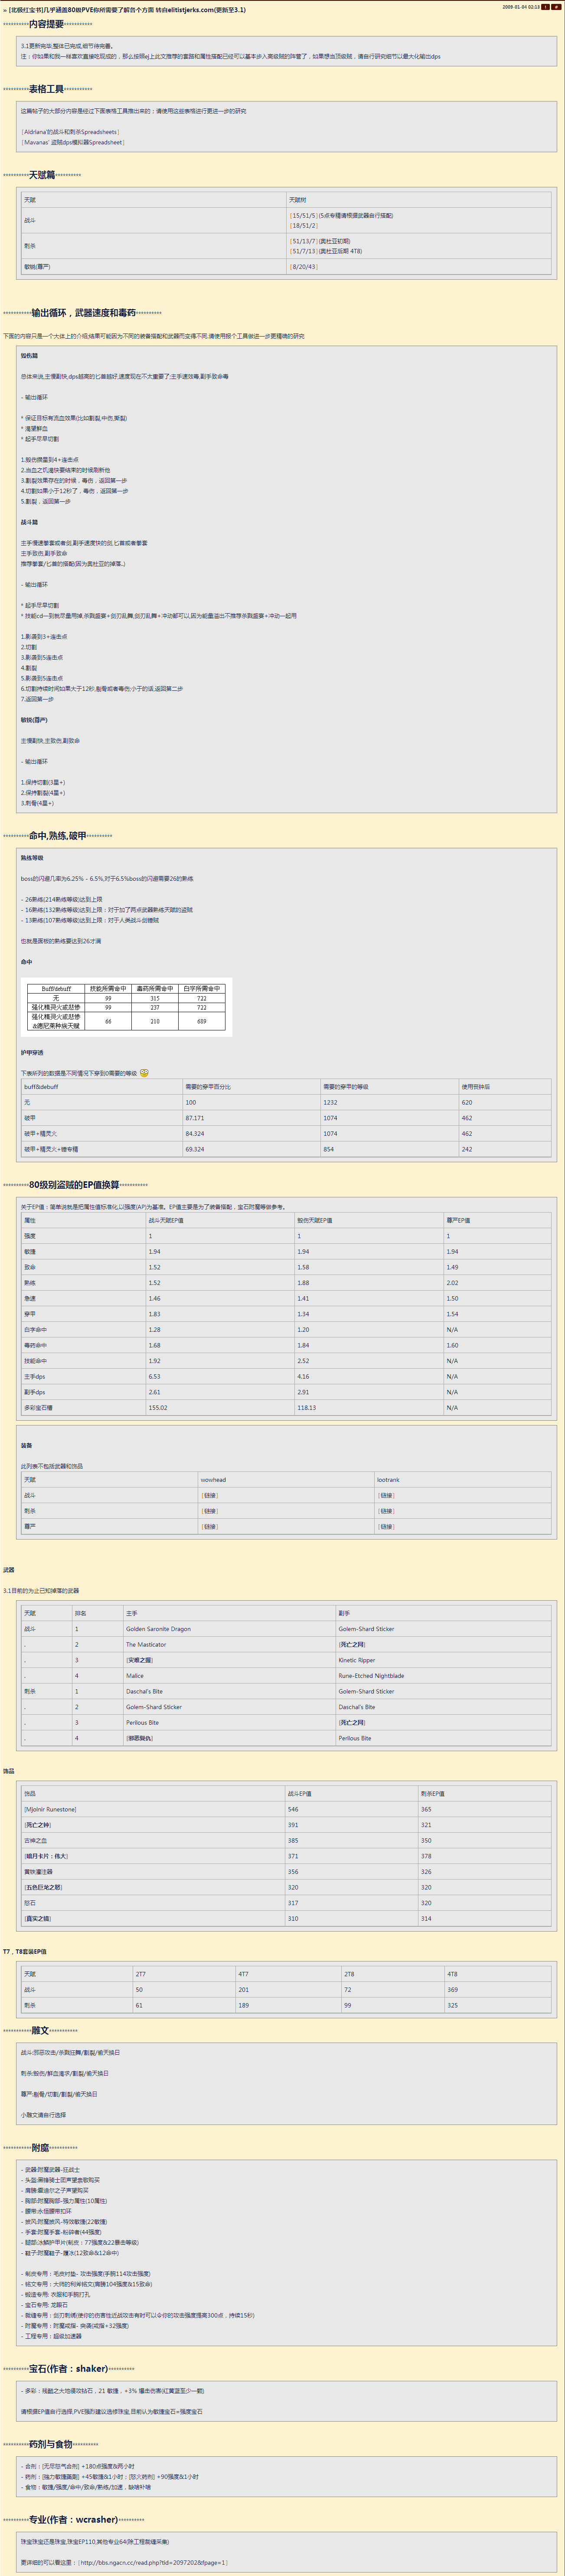 » [北极红宝书]几乎涵盖80级PVE你所需要了解各个方面 转自elitistjerks.com(更新至3.1)
2009-01-04 02:13
内容提要
3.1更新完毕,整体已完成,细节待完善。
注：你如果和我一样喜欢直接吃现成的，那么按照ej上此文推荐的套路和属性搭配已经可以基本步入高级贼的阵营了，如果想当顶级贼，请自行研究细节以最大化输出dps
表格工具
这篇帖子的大部分内容是经过下面表格工具推出来的：请使用这些表格进行更进一步的研究
[Aldriana'的战斗和刺杀Spreadsheets]
[Mavanas' 盗贼dps模拟器Spreadsheet]
天赋篇
天赋 天赋树
战斗 [15/51/5](5点专精请根据武器自行搭配)
[18/51/2]
刺杀 [51/13/7](奥杜亚初期)
[51/7/13](奥杜亚后期 4T8)
敏锐(尊严) [8/20/43]
输出循环，武器速度和毒药
下面的内容只是一个大体上的介绍;结果可能因为不同的装备搭配和武器而变得不同.请使用报个工具做进一步更精确的研究
毁伤篇
总体来说,主慢副快,dps越高的匕首越好,速度现在不太重要了;主手速效毒,副手致命毒
- 输出循环
* 保证目标有流血效果(比如割裂,中伤,撕裂)
* 渴望鲜血
* 起手尽早切割
1.毁伤攒星到4+连击点
2.当血之饥渴快要结束的时候刷新他
3.割裂效果存在的时候，毒伤，返回第一步
4.切割如果小于12秒了，毒伤，返回第一步
5.割裂，返回第一步
战斗篇
主手慢速拳套或者剑,副手速度快的剑,匕首或者拳套
主手致伤,副手致命
推荐拳套/匕首的搭配(因为奥杜亚的掉落,,)
- 输出循环
* 起手尽早切割
* 技能cd一到就尽量用掉,杀戮盛宴+剑刃乱舞,剑刃乱舞+冲动都可以,因为能量溢出不推荐杀戮盛宴+冲动一起用
1.影袭到3+连击点
2.切割
3.影袭到5连击点
4.割裂
5.影袭到5连击点
6.切割持续时间如果大于12秒,剔骨或者毒伤;小于的话,返回第二步
7.返回第一步
敏锐(尊严)
主慢副快,主致伤,副致命
- 输出循环
1.保持切割(3星+)
2.保持割裂(4星+)
3.剔骨(4星+)
命中,熟练,破甲
熟练等级
boss的闪避几率为6.25% - 6.5%,对于6.5%boss的闪避需要26的熟练
- 26熟练(214熟练等级)达到上限
- 16熟练(132熟练等级)达到上限：对于加了两点武器熟练天赋的盗贼
- 13熟练(107熟练等级)达到上限：对于人类战斗剑锤贼
也就是面板的熟练要达到26才满
命中
Buff/debuff 技能所需命中 毒药所需命中 白字所需命中
无 99 315 722
强化精灵火或悲惨 99 237 722
强化精灵火或悲惨&德尼莱种族天赋 66 210 689
护甲穿透
下表所列的数据是不同情况下穿到0需要的等级
buff&debuff 需要的穿甲百分比 需要的穿甲的等级 使用丧钟后
无 100 1232 620
破甲 87.171 1074 462
破甲+精灵火 84.324 1074 462
破甲+精灵火+锤专精 69.324 854 242
80级别盗贼的EP值换算
关于EP值：简单说就是把属性值标准化,以强度(AP)为基准。EP值主要是为了装备搭配，宝石附魔等级参考。
属性 战斗天赋EP值 毁伤天赋EP值 尊严EP值
强度 1 1 1
敏捷 1.94 1.94 1.94
致命 1.52 1.58 1.49
熟练 1.52 1.88 2.02
急速 1.46 1.41 1.50
穿甲 1.83 1.34 1.54
白字命中 1.28 1.20 N/A
毒药命中 1.68 1.84 1.60
技能命中 1.92 2.52 N/A
主手dps 6.53 4.16 N/A
副手dps 2.61 2.91 N/A
多彩宝石槽 155.02 118.13 N/A
装备
此列表不包括武器和饰品
天赋 wowhead lootrank
战斗 [链接] [链接]
刺杀 [链接] [链接]
尊严 [链接] [链接]
武器
3.1目前的为止已知掉落的武器
天赋 排名 主手 副手
战斗 1 Golden Saronite Dragon Golem-Shard Sticker
. 2 The Masticator [死亡之网]
. 3 [灾难之握] Kinetic Ripper
. 4 Malice Rune-Etched Nightblade
刺杀 1 Daschal's Bite Golem-Shard Sticker
. 2 Golem-Shard Sticker Daschal's Bite
. 3 Perilous Bite [死亡之网]
. 4 [邪恶复仇] Perilous Bite
饰品
饰品 战斗EP值 刺杀EP值
[Mjolnir Runestone] 546 365
[死亡之钟] 391 321
古神之血 385 350
[暗月卡片：伟大] 371 378
黄铁灌注器 356 326
[五色巨龙之怒] 320 320
怒石 317 320
[真实之镜] 310 314
T7，T8套装EP值
天赋 2T7 4T7 2T8 4T8
战斗 50 201 72 369
刺杀 61 189 99 325
雕文
战斗:邪恶攻击/杀戮狂舞/割裂/偷天换日
刺杀:毁伤/鲜血渴求/割裂/偷天换日
尊严:剔骨/切割/割裂/偷天换日
小雕文请自行选择
附魔
- 武器:附魔武器-狂战士
- 头盔:黑锋骑士团声望崇敬购买
- 肩膀:霍迪尔之子声望购买
- 胸部:附魔胸部-强力属性(10属性)
- 腰带:永恒腰带扣环
- 披风:附魔披风-特效敏捷(22敏捷)
- 手套:附魔手套-粉碎者(44强度)
- 腿部:冰鳞护甲片(制皮：77强度&22暴击等级)
- 鞋子:附魔鞋子-履冰(12致命&12命中)
- 制皮专用：毛皮衬垫- 攻击强度(手腕114攻击强度)
- 铭文专用：大师的利斧铭文(肩膀104强度&15致命)
- 锻造专用: 衣服和手腕打孔
- 宝石专用: 龙眼石
- 裁缝专用：剑刃刺绣(使你的伤害性近战攻击有时可以令你的攻击强度提高300点，持续15秒)
- 附魔专用：附魔戒指- 突袭(戒指+32强度)
- 工程专用：超级加速器
宝石(作者：shaker)
- 多彩：残酷之大地侵攻钻石，21 敏捷，+3% 爆击伤害(红黄蓝至少一颗)
请根据EP值自行选择,PVE强烈建议选修珠宝,目前认为敏捷宝石=强度宝石
药剂与食物
- 合剂：[无尽怒气合剂] +180点强度&两小时
- 药剂：[强力敏捷药剂] +45敏捷&1小时；[怒火药剂] +90强度&1小时
- 食物：敏捷/强度/命中/致命/熟练/加速，缺啥补啥
专业(作者：wcrasher)
珠宝珠宝还是珠宝,珠宝EP110,其他专业64(除工程裁缝采集)
更详细的可以看这里：[http://bbs.ngacn.cc/read.php?tid=2097202&fpage=1]